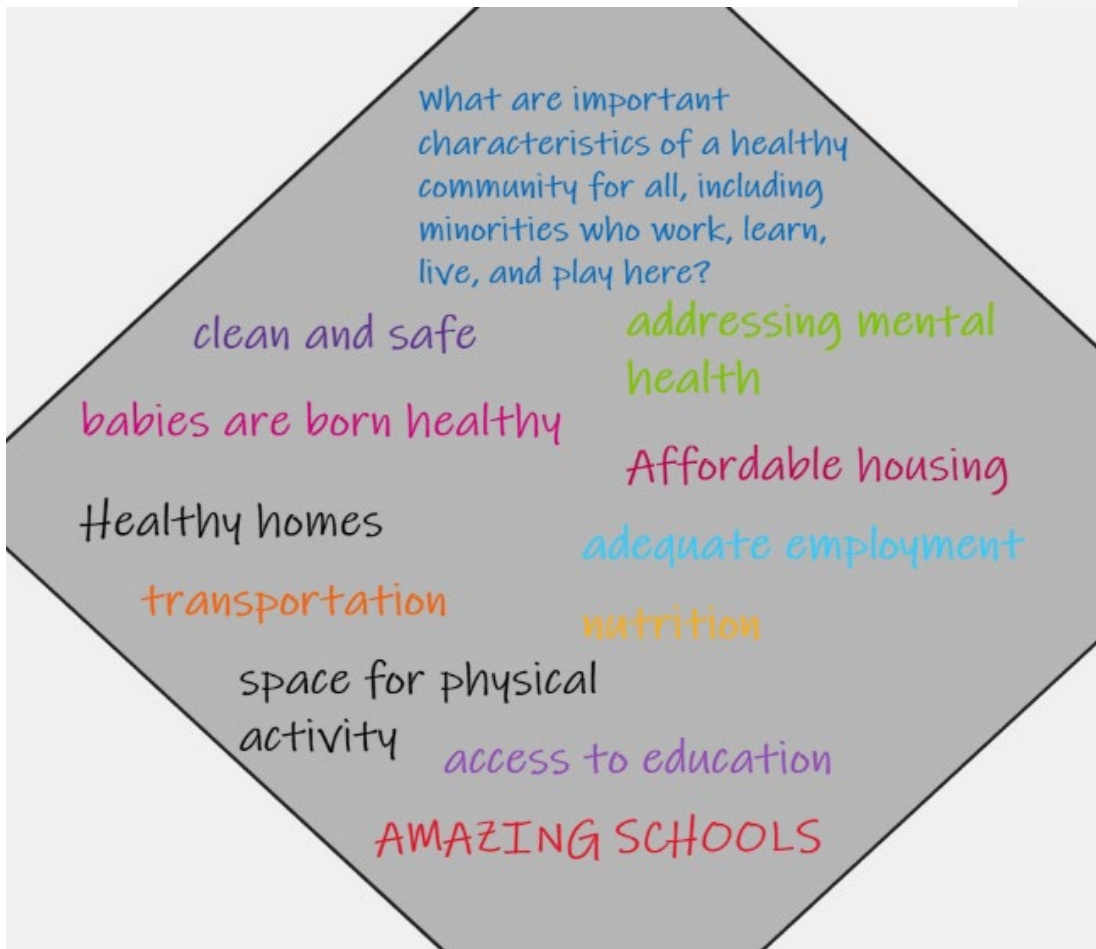 What are important
characteristics of a healthy
community for all, including
minorities who work, learn,
live, and play here?
clean and safe
addressing mental
health
babies are born healthy
Affordable housing
Healthy homes
adequate employment
transportation
nutrition
space for physical
activity
access to education
AMAZING SCHOOLS